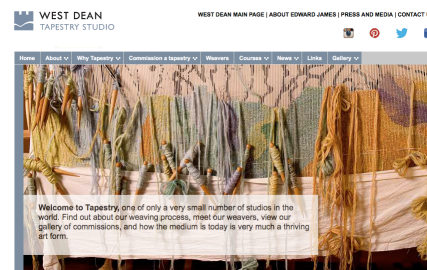 WEST DEAN
TAPESTRY STUDIO
WEST DEAN MAIN PAGE | ABOUT EDWARD JAMES | PRESS AND MEDIA | CONTACT
Home About Why Tapestry Commission a tapestry Weavers Courses News Links Gallery
Welcome to Tapestry, one of only a very small number of studios in the
world. Find out about our weaving process, meet our weavers, view our
gallery of commissions, and how the medium is today is very much a thriving
art form.